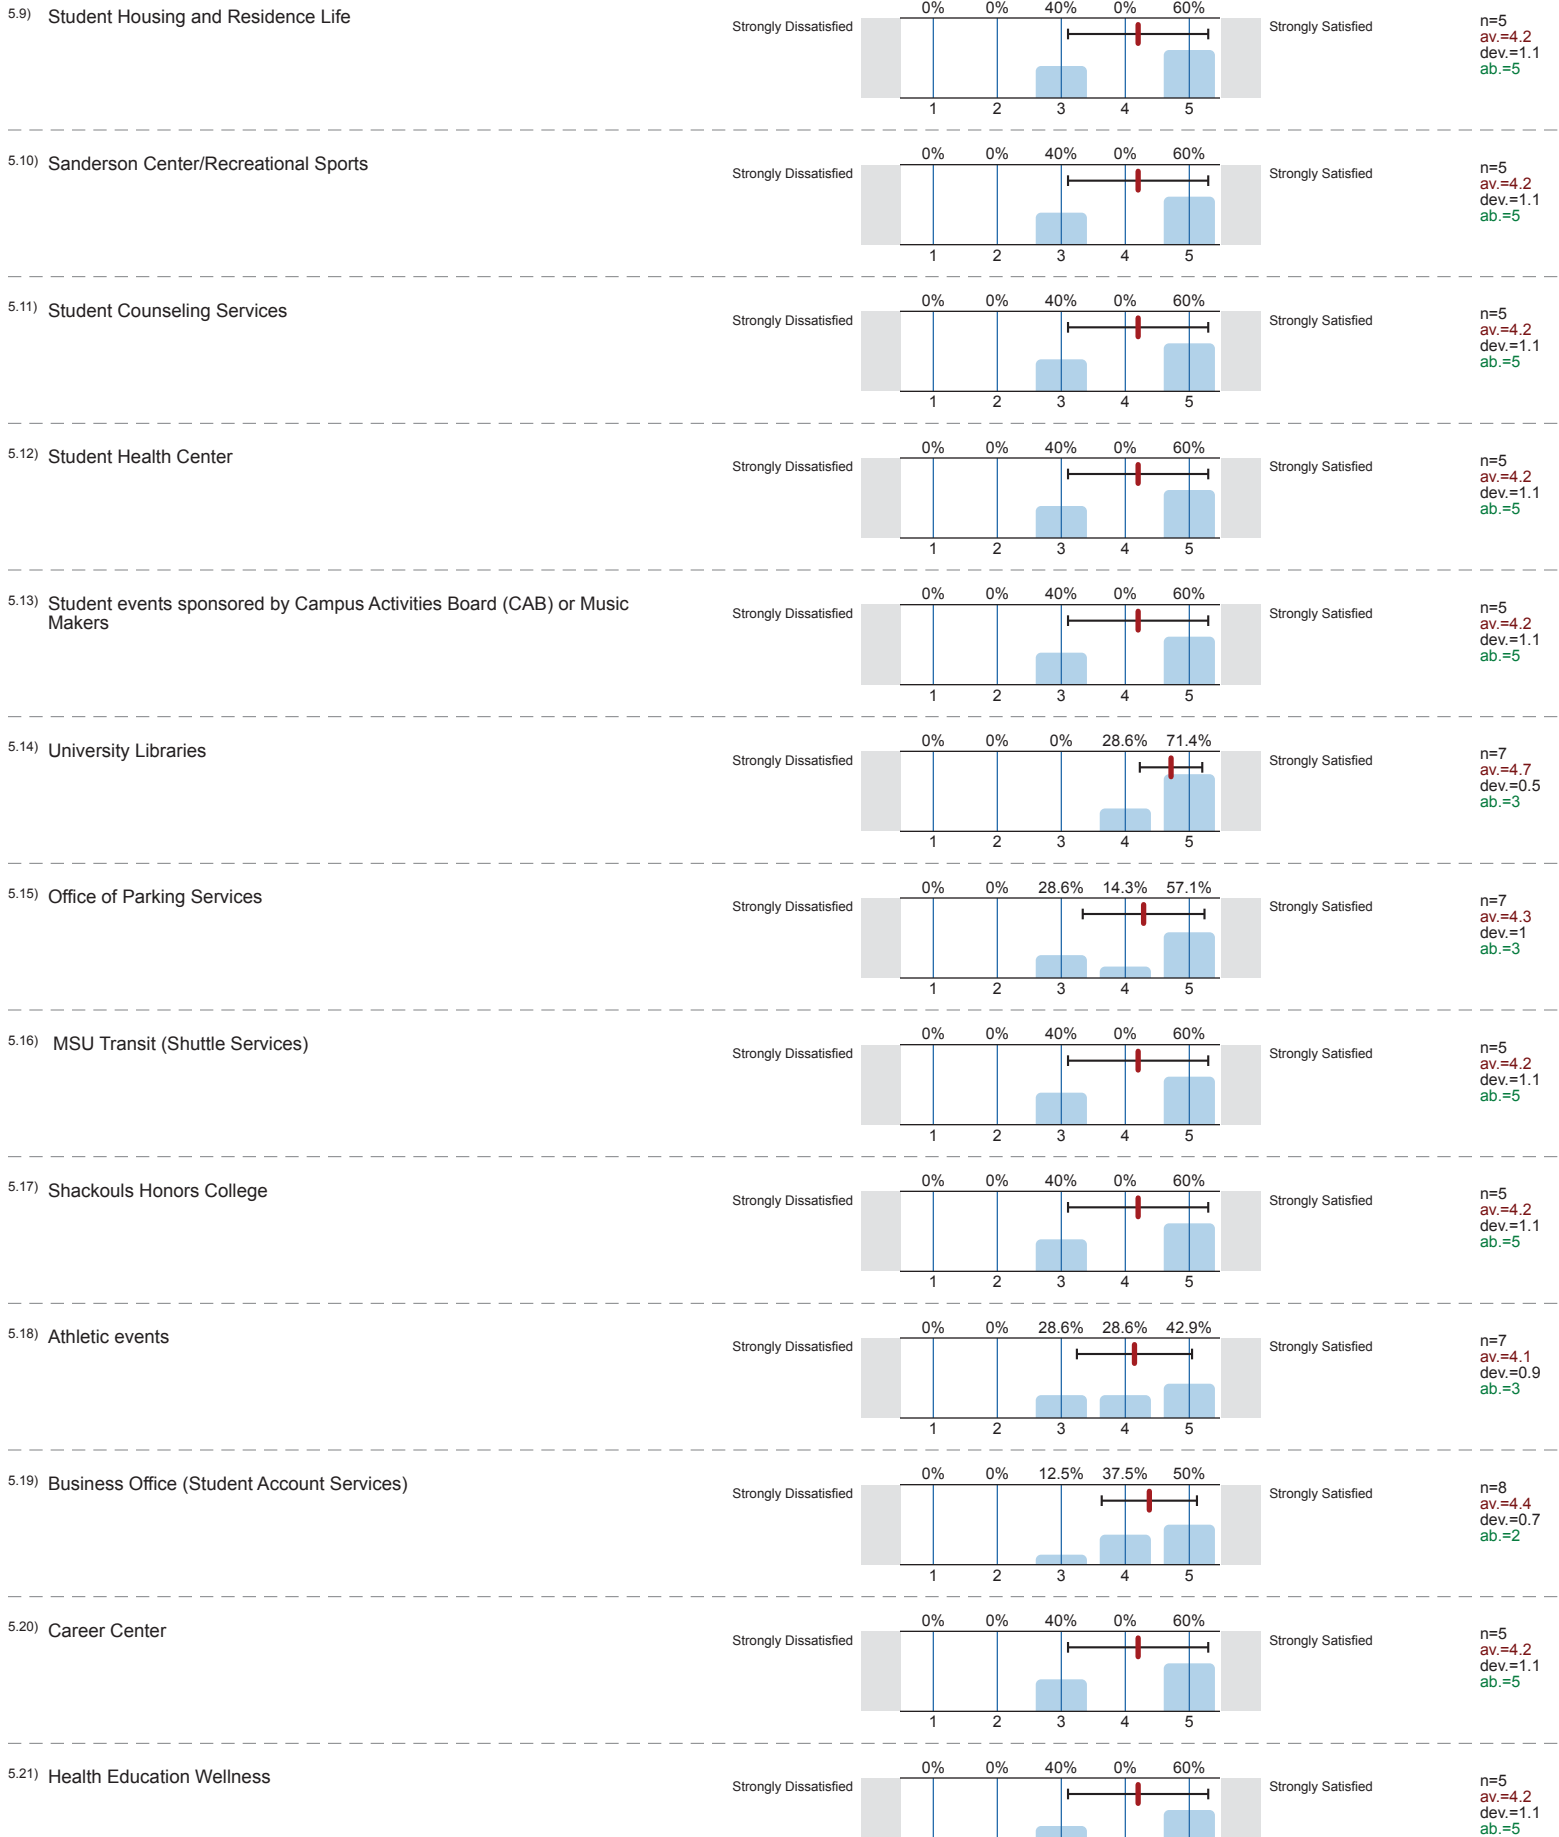 5.9) Student Housing and Residence Life
0% 0% 40% 0% 60%
Strongly Dissatisfied Strongly Satisfied
1 2 3 4 5
n=5
av.=4.2
dev.=1.1
ab.=5
5.10) Sanderson Center/Recreational Sports
0% 0% 40% 0% 60%
Strongly Dissatisfied Strongly Satisfied
1 2 3 4 5
n=5
av.=4.2
dev.=1.1
ab.=5
5.11) Student Counseling Services
0% 0% 40% 0% 60%
Strongly Dissatisfied Strongly Satisfied
1 2 3 4 5
n=5
av.=4.2
dev.=1.1
ab.=5
5.12) Student Health Center
0% 0% 40% 0% 60%
Strongly Dissatisfied Strongly Satisfied
1 2 3 4 5
n=5
av.=4.2
dev.=1.1
ab.=5
5.13) Student events sponsored by Campus Activities Board (CAB) or Music
Makers
0% 0% 40% 0% 60%
Strongly Dissatisfied Strongly Satisfied
1 2 3 4 5
n=5
av.=4.2
dev.=1.1
ab.=5
5.14) University Libraries
0% 0% 0% 28.6% 71.4%
Strongly Dissatisfied Strongly Satisfied
1 2 3 4 5
n=7
av.=4.7
dev.=0.5
ab.=3
5.15) Office of Parking Services
0% 0% 28.6% 14.3% 57.1%
Strongly Dissatisfied Strongly Satisfied
1 2 3 4 5
n=7
av.=4.3
dev.=1
ab.=3
5.16) MSU Transit (Shuttle Services)
0% 0% 40% 0% 60%
Strongly Dissatisfied Strongly Satisfied
1 2 3 4 5
n=5
av.=4.2
dev.=1.1
ab.=5
5.17) Shackouls Honors College
0% 0% 40% 0% 60%
Strongly Dissatisfied Strongly Satisfied
1 2 3 4 5
n=5
av.=4.2
dev.=1.1
ab.=5
5.18) Athletic events
0% 0% 28.6% 28.6% 42.9%
Strongly Dissatisfied Strongly Satisfied
1 2 3 4 5
n=7
av.=4.1
dev.=0.9
ab.=3
5.19) Business Office (Student Account Services)
0% 0% 12.5% 37.5% 50%
Strongly Dissatisfied Strongly Satisfied
1 2 3 4 5
n=8
av.=4.4
dev.=0.7
ab.=2
5.20) Career Center
0% 0% 40% 0% 60%
Strongly Dissatisfied Strongly Satisfied
1 2 3 4 5
n=5
av.=4.2
dev.=1.1
ab.=5
5.21) Health Education Wellness
0% 0% 40% 0% 60%
Strongly Dissatisfied Strongly Satisfied
n=5
av.=4.2
dev.=1.1
ab.=5